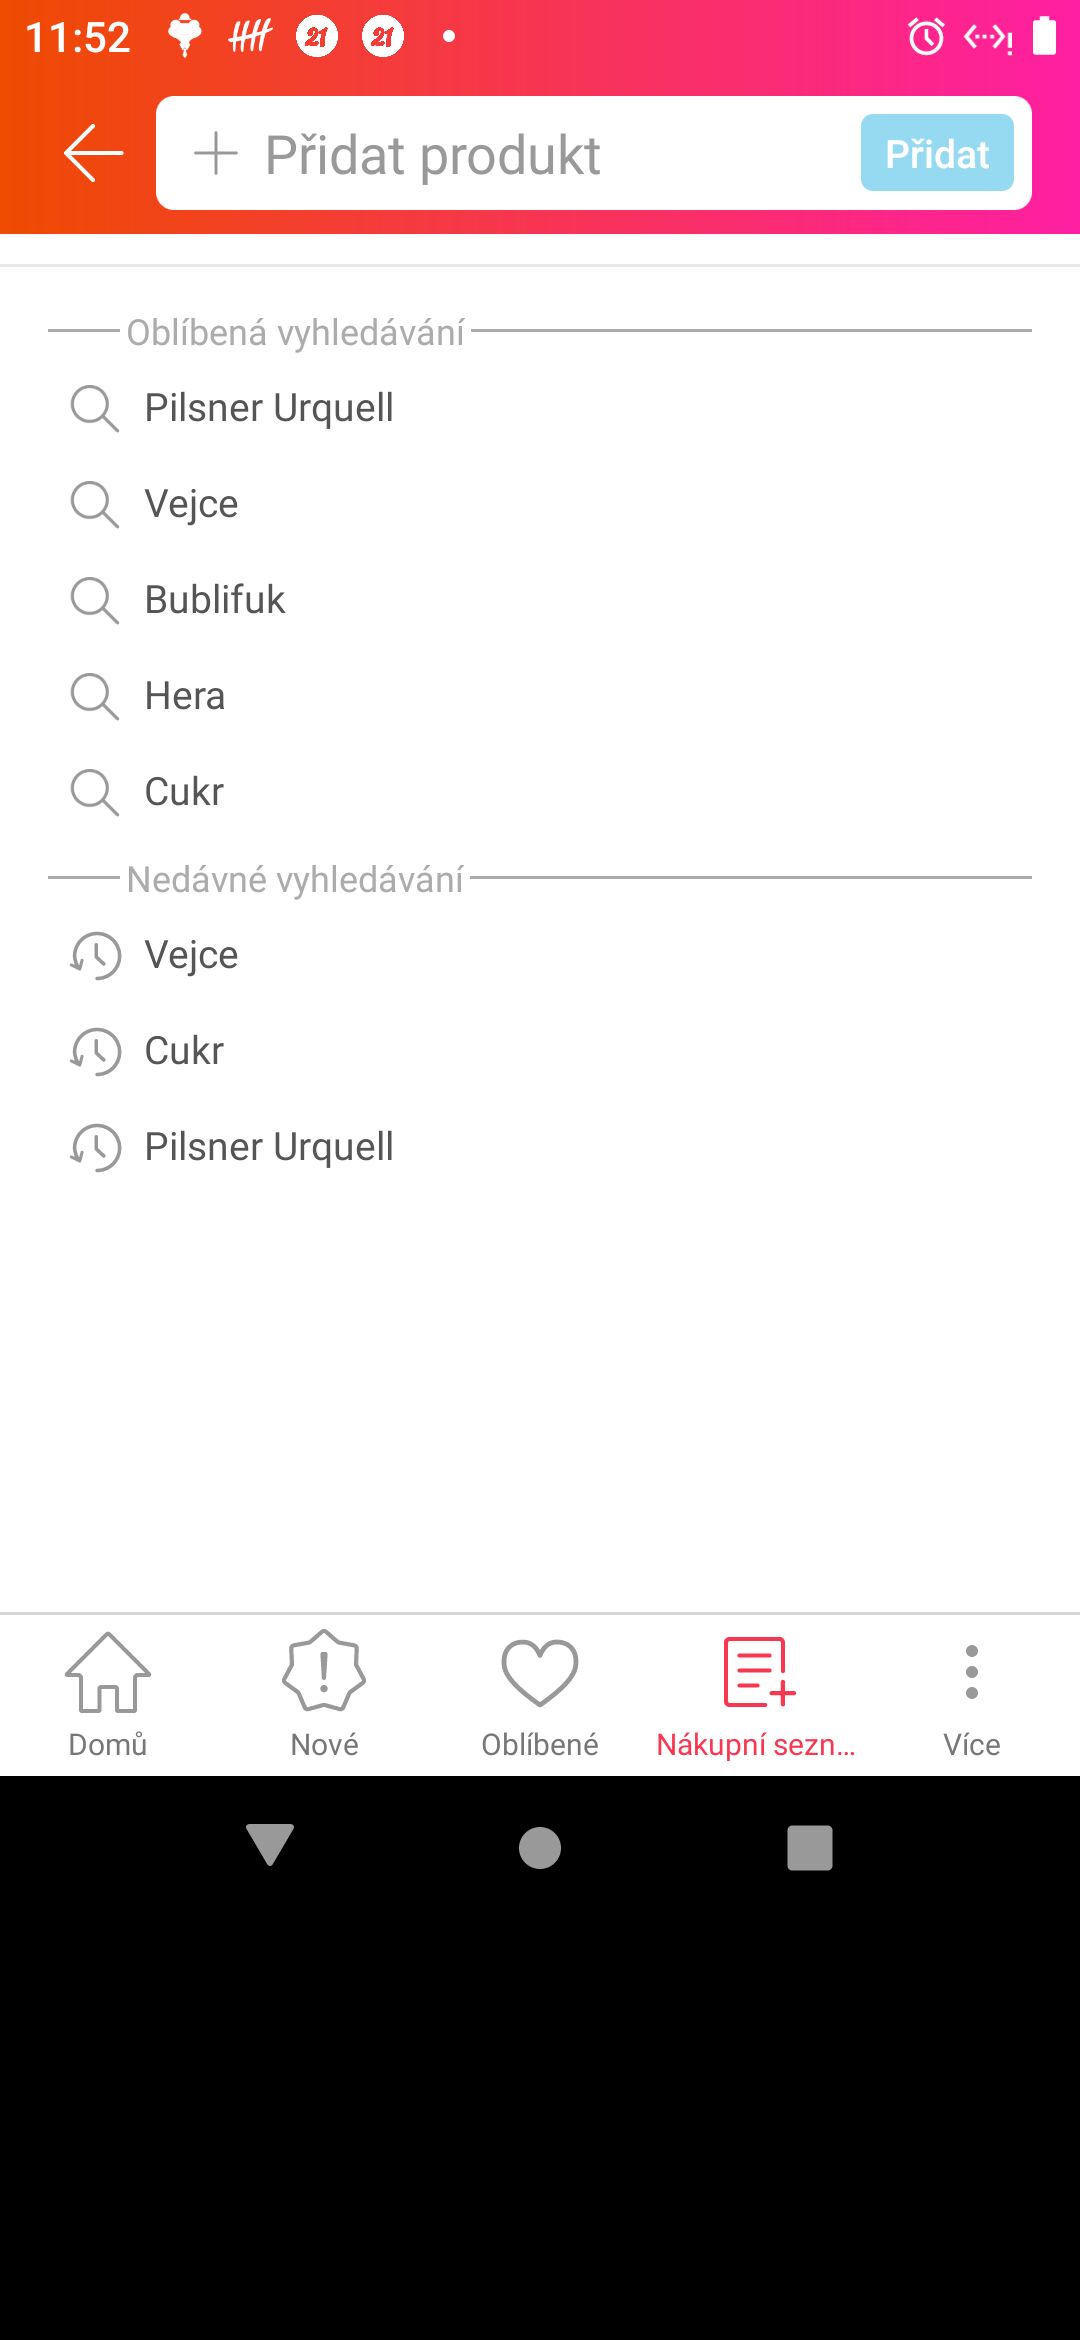 11:52
21
21
Přidat produkt
Přidat
Oblíbená vyhledávání
Pilsner Urquell
Vejce
Bublifuk
Hera
Cukr
Nedávné vyhledávání
Vejce
Cukr
Pilsner Urquell
Domů
Nové
Oblíbené
Nákupní sezn...
Více